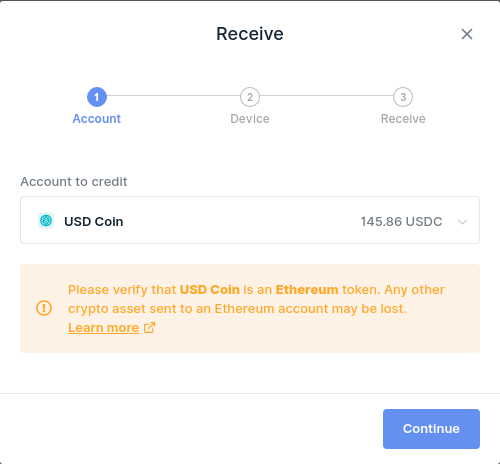 Receive
1
2
3
Account
Device
Receive
Account to credit
USD Coin
145.86 USDC
Please verify that USD Coin is an Ethereum token. Any other
crypto asset sent to an Ethereum account may be lost.
Learn more
Continue